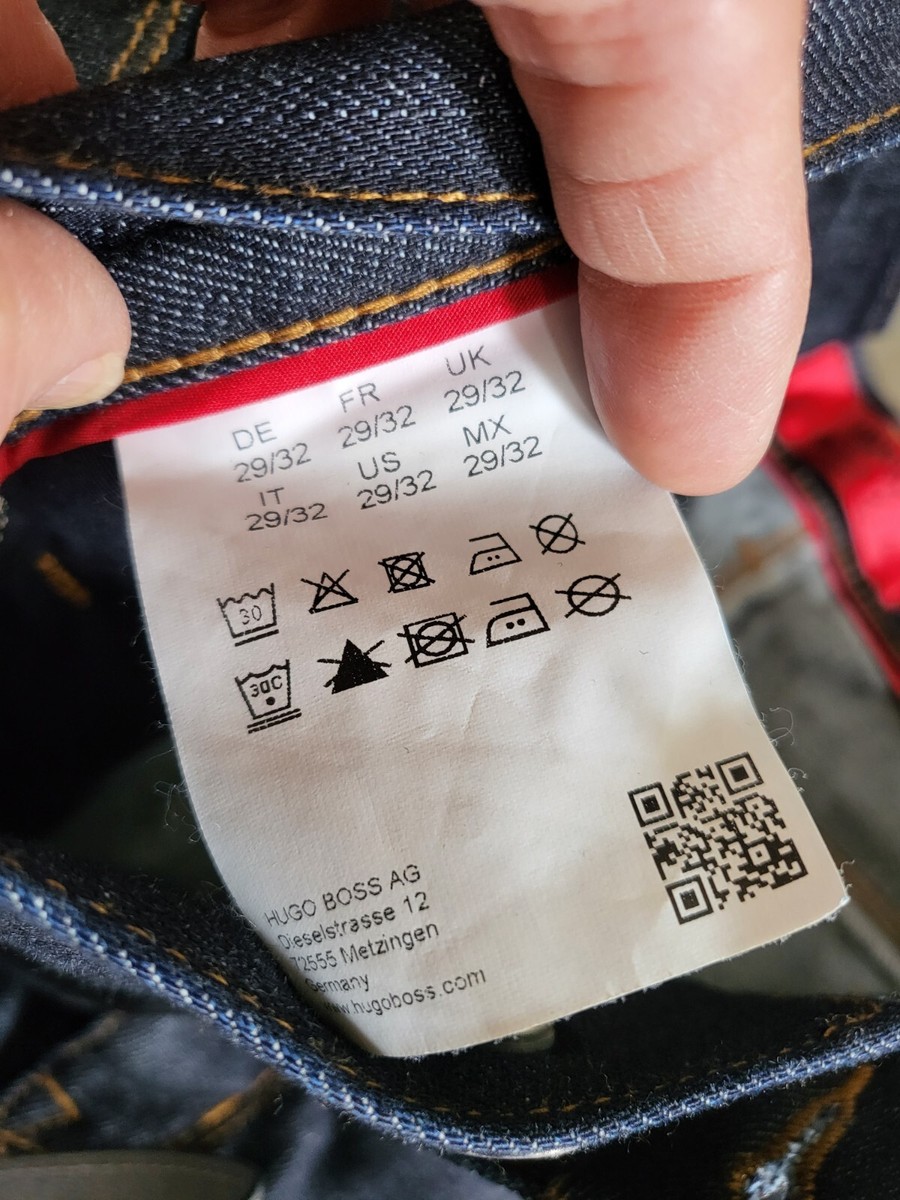 DE FR UK
29/32 29/32 29/32
IT US MX
29/32 29/32 29/32
30
30C
HUGO BOSS AG
Dieselstrasse 12
72555 Metzingen
Germany
www.hugoboss.com